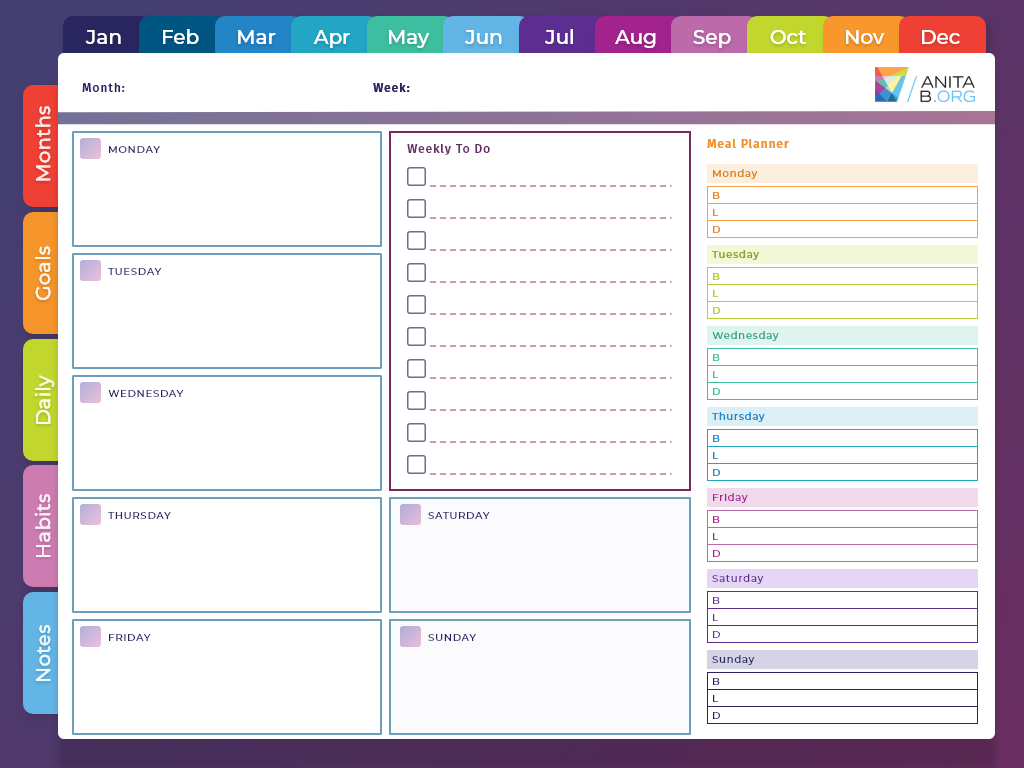 Jan Feb Mar Apr May Jun Jul Aug Sep Oct Nov Dec
Month: Week:
ANITA
B.ORG
Months
Goals
Daily
Habits
Notes
MONDAY
TUESDAY
WEDNESDAY
THURSDAY
FRIDAY
Weekly To Do
SATURDAY
SUNDAY
Meal Planner
Monday
B
L
D
Tuesday
B
L
D
Wednesday
B
L
D
Thursday
B
L
D
Friday
B
L
D
Saturday
B
L
D
Sunday
B
L
D